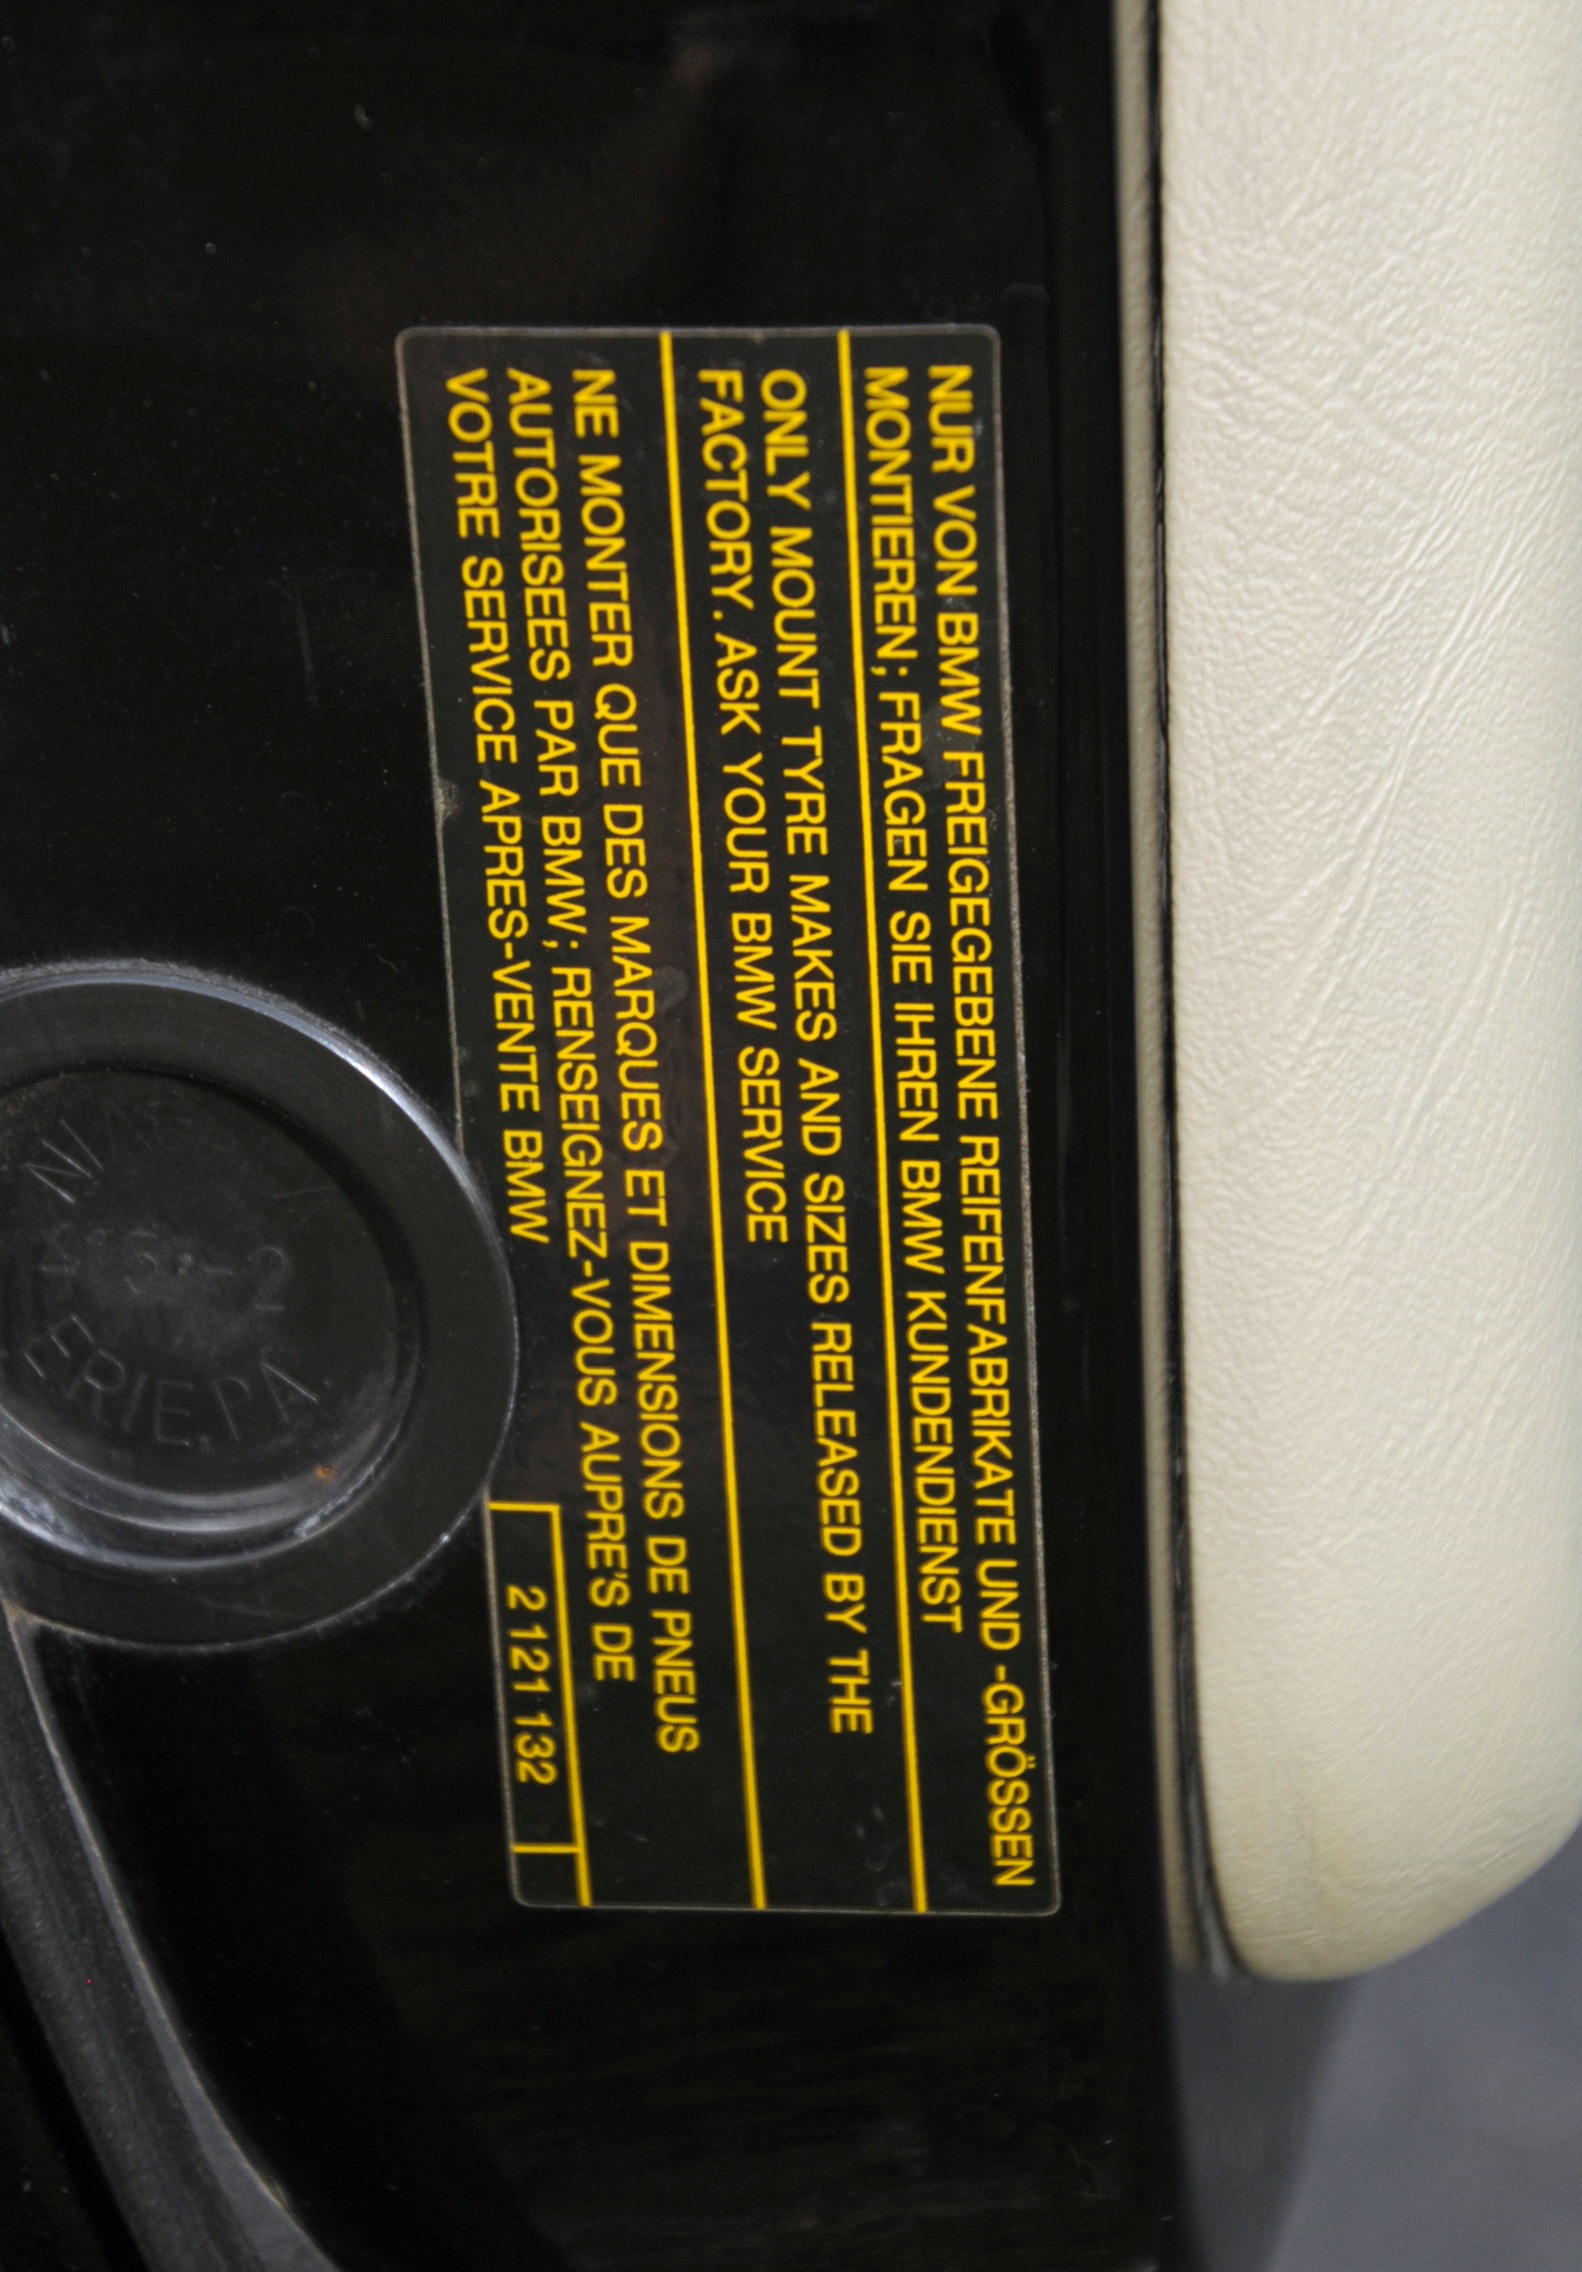 NUR VON BMW FREIGEGEBENE REIFENFABRIKATE UND -GRÖSSEN
MONTIEREN; FRAGEN SIE IHREN BMW KUNDENDIENST
ONLY MOUNT TYRE MAKES AND SIZES RELEASED BY THE
FACTORY. ASK YOUR BMW SERVICE
NE MONTER QUE DES MARQUES ET DIMENSIONS DE PNEUS
AUTORISEES PAR BMW; RENSEIGNEZ-VOUS AUPRE'S DE
VOTRE SERVICE APRES-VENTE BMW
2 121 132
ERIE, PA.